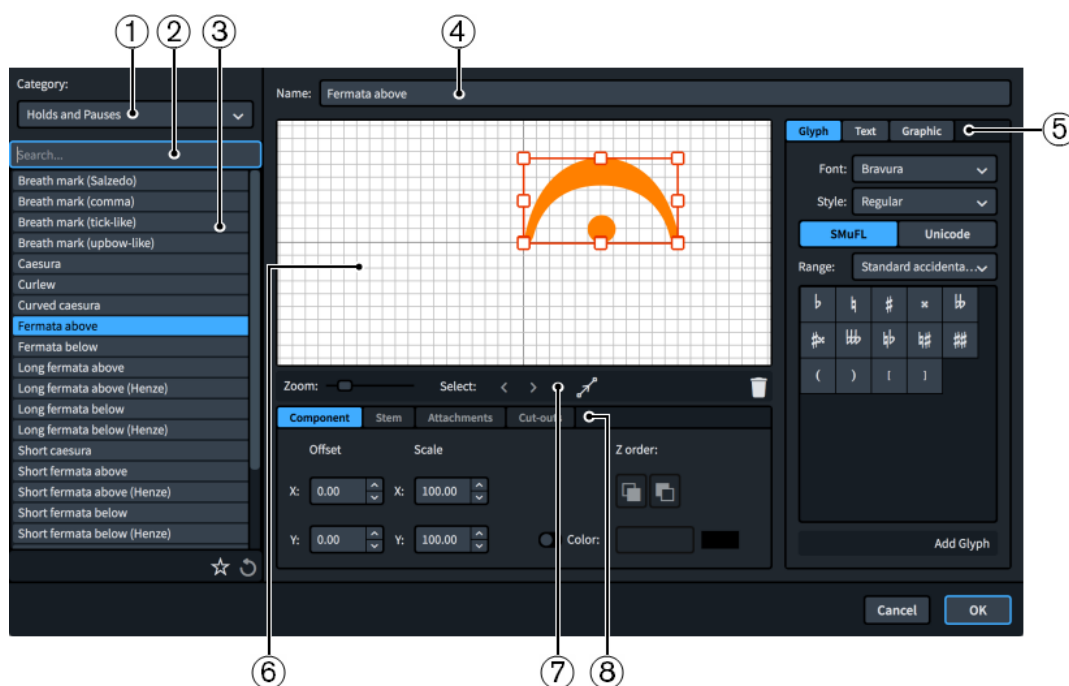 ① ② ③ ④
Category:
Holds and Pauses
Search...
Breath mark (Salzedo)
Breath mark (comma)
Breath mark (tick-like)
Breath mark (upbow-like)
Caesura
Curlew
Curved caesura
Fermata above
Fermata below
Long fermata above
Long fermata above (Henze)
Long fermata below
Long fermata below (Henze)
Short caesura
Short fermata above
Short fermata above (Henze)
Short fermata below
Short fermata below (Henze)
Name: Fermata above
Zoom: Select:
Component Stem Attachments Cut-outs
Offset Scale Z order:
X: 0.00 X: 100.00
Y: 0.00 Y: 100.00 Color:
Glyph Text Graphic ⑤
Font: Bravura
Style: Regular
SMuFL Unicode
Range: Standard accidenta...
( ) [ ]
Add Glyph
Cancel OK
⑥ ⑦ ⑧